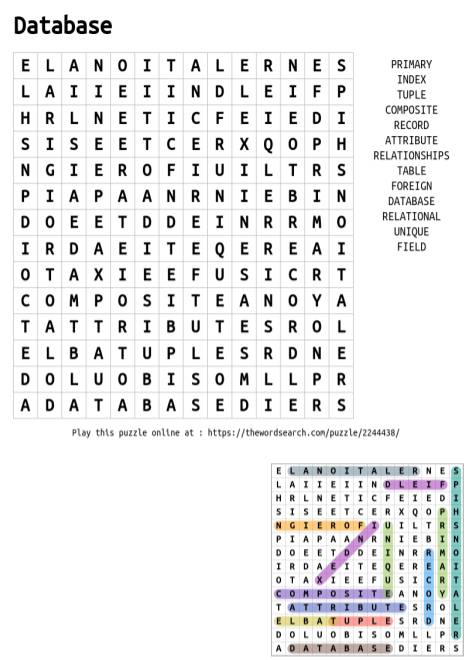 Database
E L A N O I T A L E R N E S
L A I I E I I N D L E I F P
H R L N E T I C F E I E D I
S I S E E T C E R X Q O P H
N G I E R O F I U I L T R S
P I A P A A N R N I E B I N
D O E E T D D E I N R R M O
I R D A E I T E Q E R E A I
O T A X I E E F U S I C R T
C O M P O S I T E A N O Y A
T A T T R I B U T E S R O L
E L B A T U P L E S R D N E
D O L U O B I S O M L L P R
A D A T A B A S E D I E R S
PRIMARY
INDEX
TUPLE
COMPOSITE
RECORD
ATTRIBUTE
RELATIONSHIPS
TABLE
FOREIGN
DATABASE
RELATIONAL
UNIQUE
FIELD
Play this puzzle online at : https://thewordsearch.com/puzzle/2244438/
E L A N O I T A L E R N E S
L A I I E I I N D L E I F P
H R L N E T I C F E I E D I
S I S E E T C E R X Q O P H
N G I E R O F I U I L T R S
P I A P A A N R N I E B I N
D O E E T D D E I N R R M O
I R D A E I T E Q E R E A I
O T A X I E E F U S I C R T
C O M P O S I T E A N O Y A
T A T T R I B U T E S R O L
E L B A T U P L E S R D N E
D O L U O B I S O M L L P R
A D A T A B A S E D I E R S